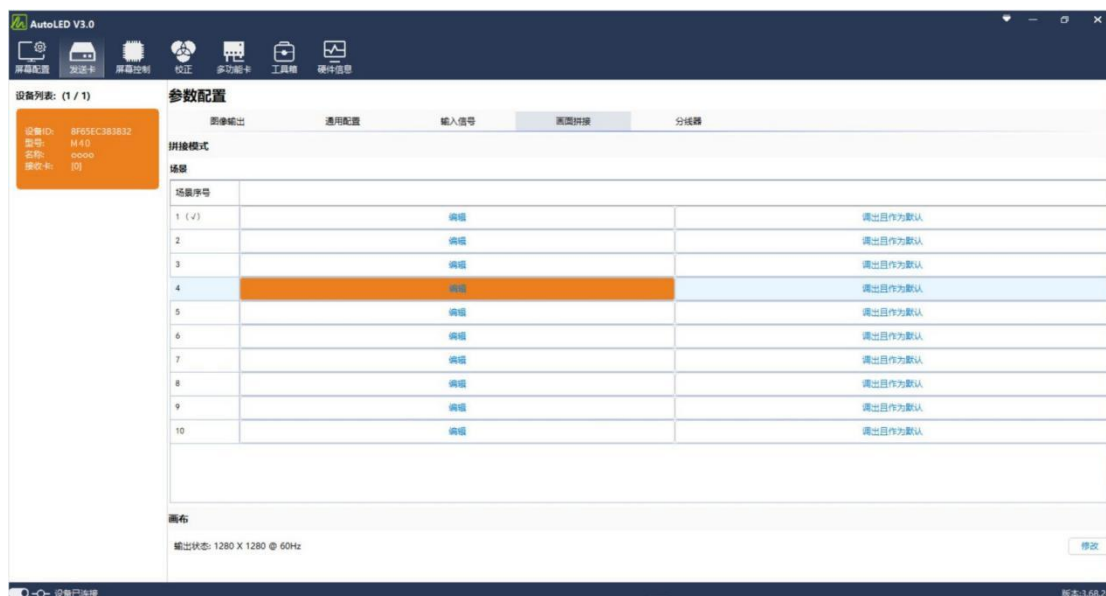 AutoLED V3.0
屏幕配置 发送卡 屏幕控制 校正 多功能卡 工具箱 硬件信息
设备列表: (1 / 1)
设备ID: 8F65EC383832
型号: M40
名称: oooo
接收卡: [0]
参数配置
图像输出 通用配置 输入信号 画面拼接 分线器
拼接模式
场景
场景序号
1 (√) 编辑 调出且作为默认
2 编辑 调出且作为默认
3 编辑 调出且作为默认
4 编辑 调出且作为默认
5 编辑 调出且作为默认
6 编辑 调出且作为默认
7 编辑 调出且作为默认
8 编辑 调出且作为默认
9 编辑 调出且作为默认
10 编辑 调出且作为默认
画布
输出状态: 1280 X 1280 @ 60Hz 修改
设备已连接 版本:3.68.2